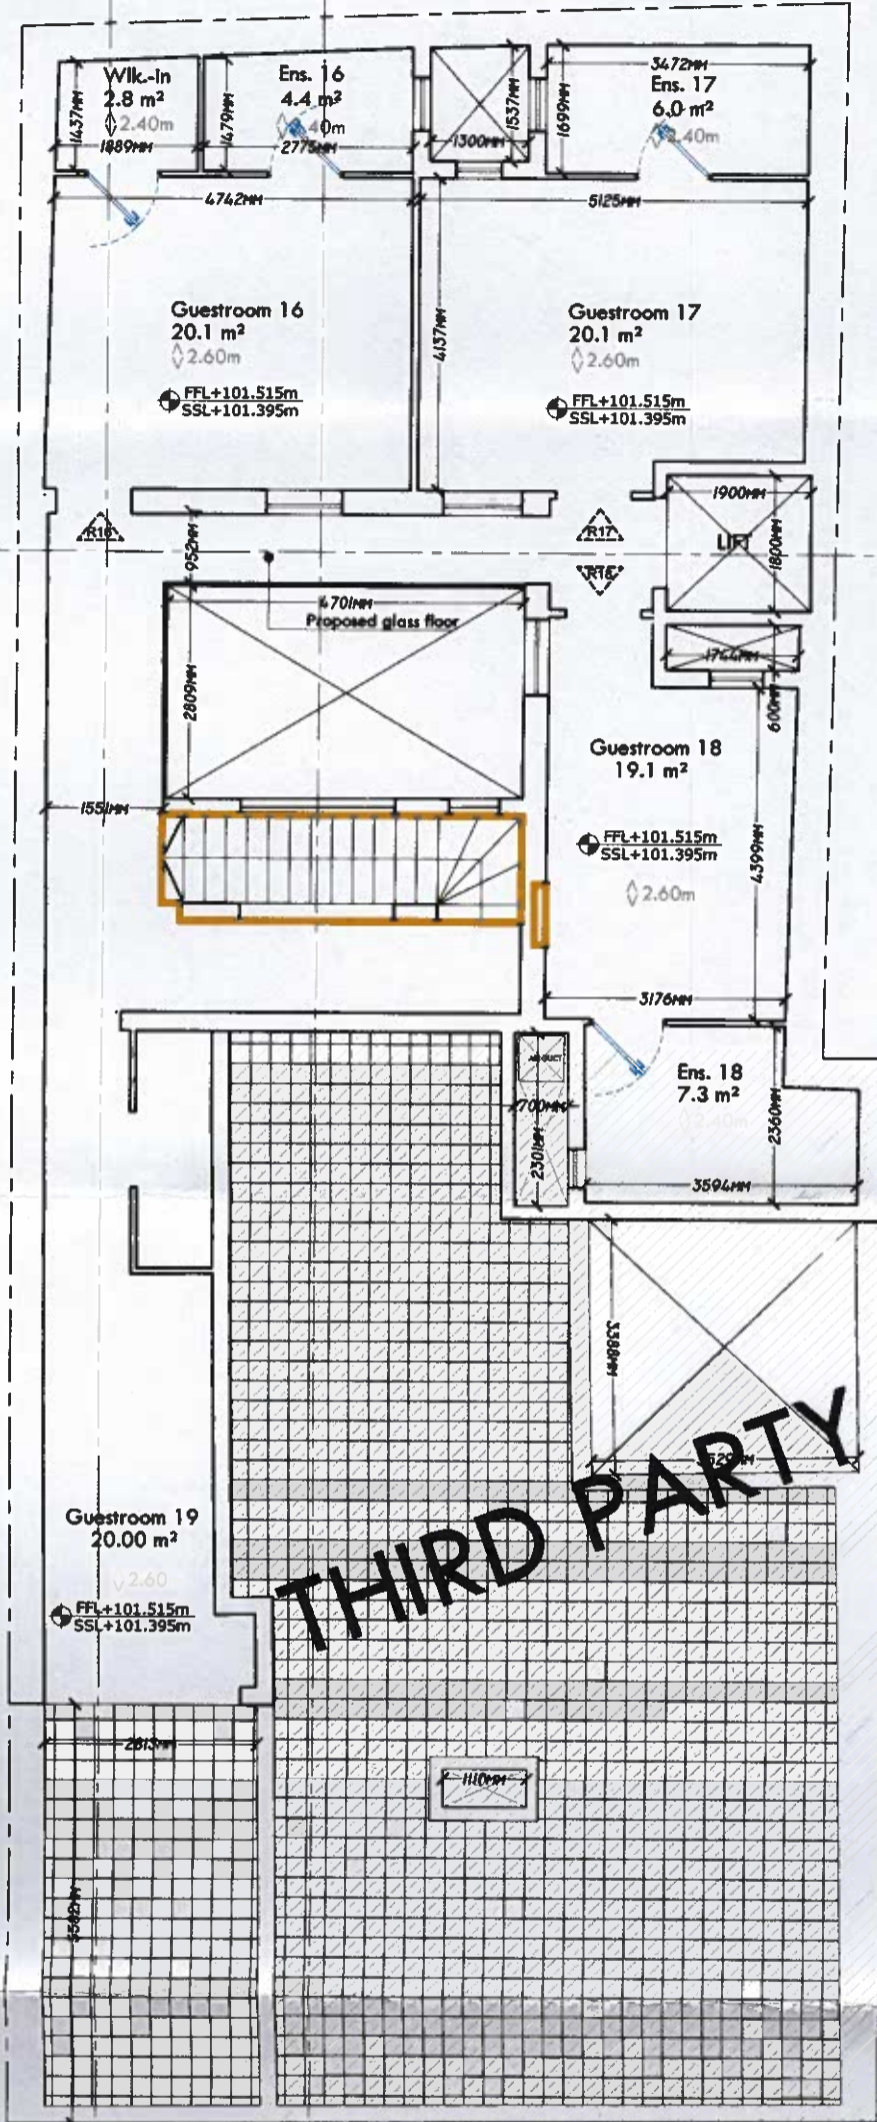 Wlk.-in
2.8 m²
2.40m
1437MM
1889MM
Ens. 16
4.4 m²
40m
1479MM
2775MM
1300MM
1537MM
3472MM
Ens. 17
6.0 m²
2.40m
1699MM
4742MM
5125MM
Guestroom 16
20.1 m²
2.60m
FFL+101.515m
SSL+101.395m
4137MM
Guestroom 17
20.1 m²
2.60m
FFL+101.515m
SSL+101.395m
R16
952MM
R17
R18
1900MM
LIFT
1800MM
4701MM
Proposed glass floor
2809MM
1744MM
600MM
Guestroom 18
19.1 m²
FFL+101.515m
SSL+101.395m
2.60m
4399MM
1551MM
3176MM
Ens. 18
7.3 m²
2.40m
2360MM
700MM
2301MM
3594MM
3388MM
THIRD PARTY
Guestroom 19
20.00 m²
2.60
FFL+101.515m
SSL+101.395m
2813MM
1110MM